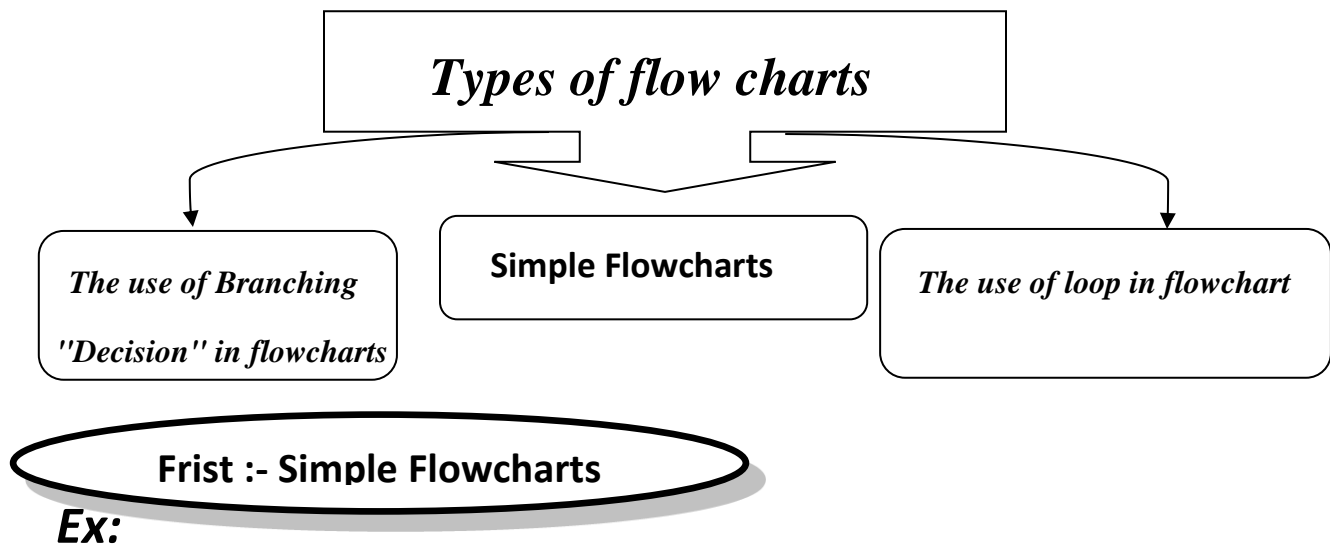 Types of flow charts
The use of Branching
"Decision" in flowcharts
Simple Flowcharts
The use of loop in flowchart
Frist :- Simple Flowcharts
Ex: